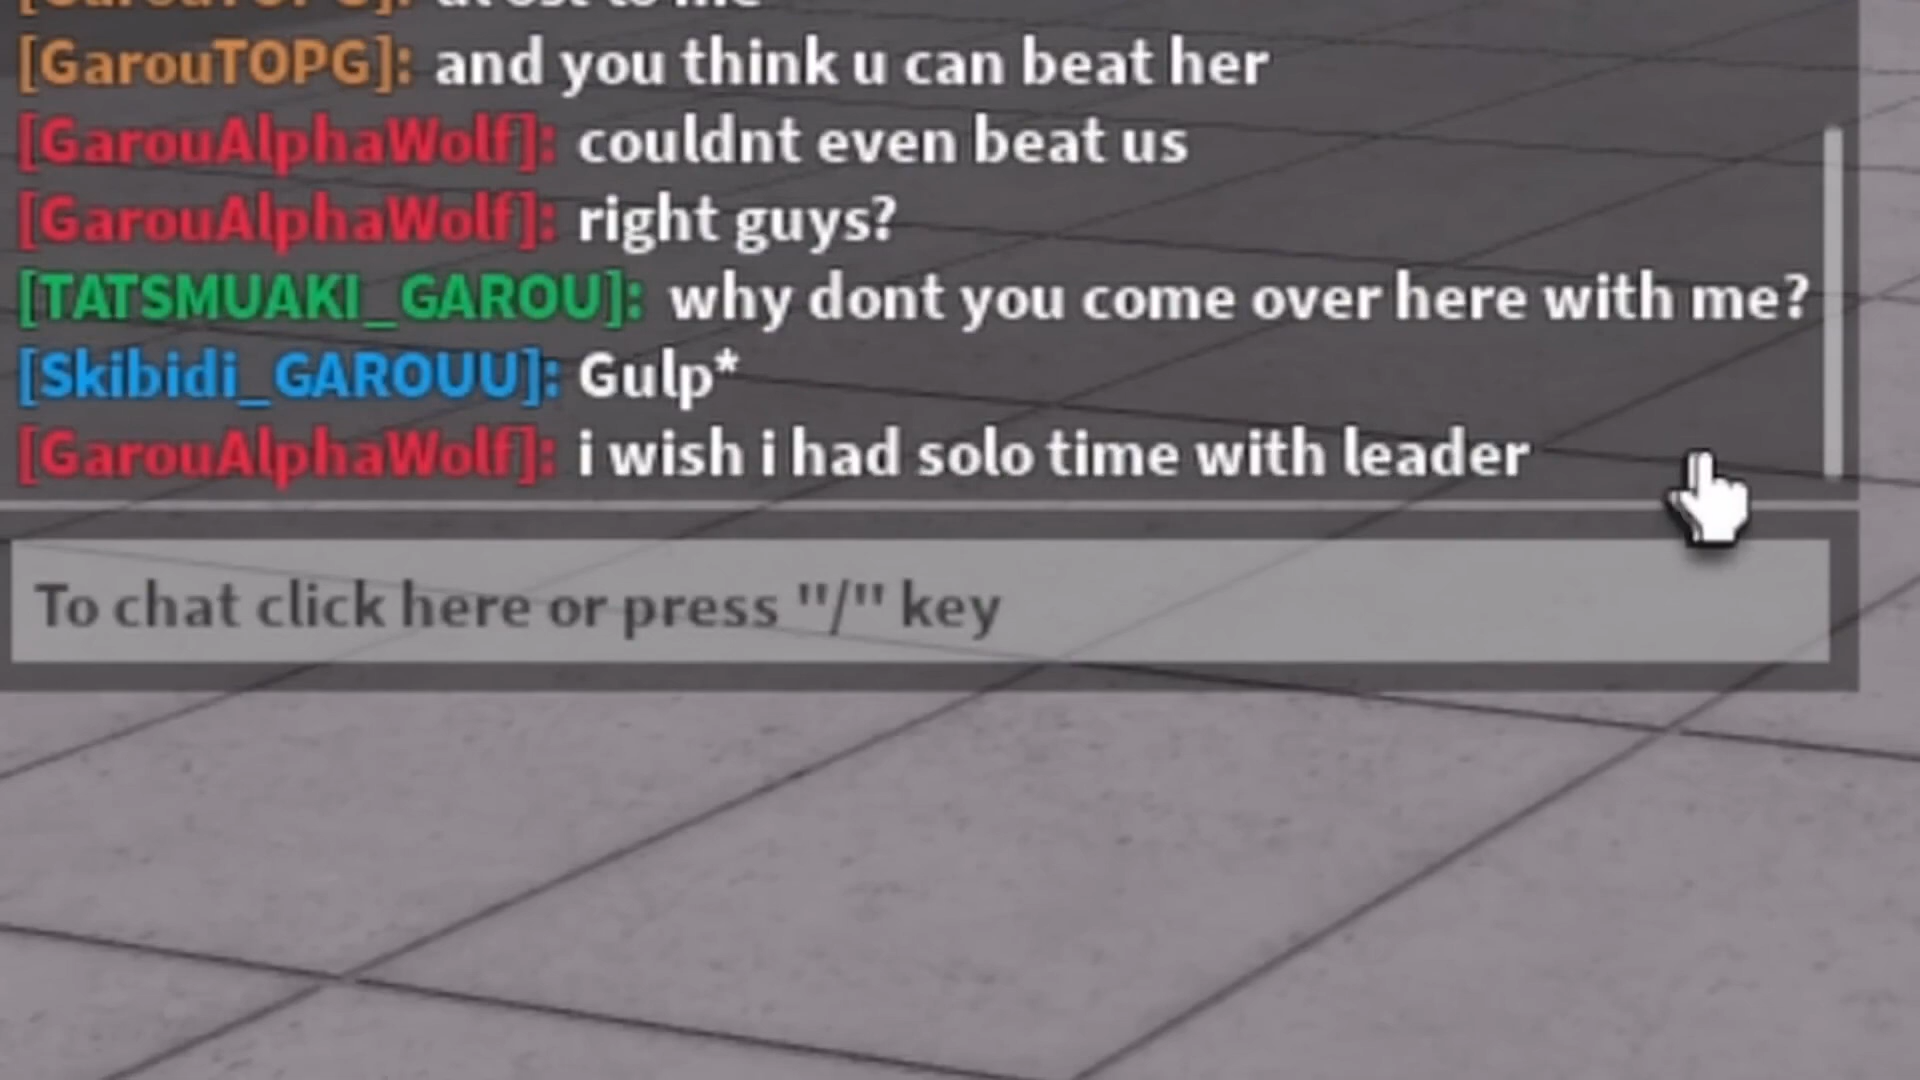 [GarouTOPG]: and you think u can beat her
[GarouAlphaWolf]: couldnt even beat us
[GarouAlphaWolf]: right guys?
[TATSMUAKI_GAROU]: why dont you come over here with me?
[Skibidi_GAROUU]: Gulp*
[GarouAlphaWolf]: i wish i had solo time with leader
To chat click here or press "/" key